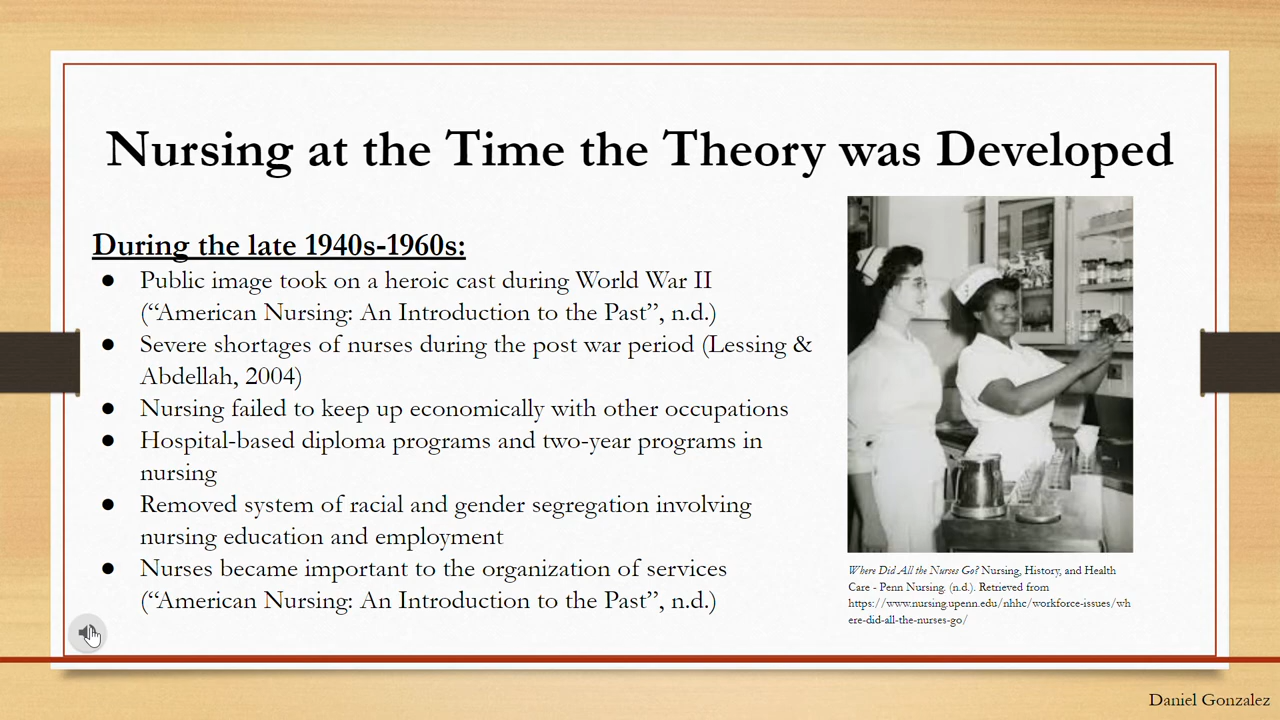 Nursing at the Time the Theory was Developed
During the late 1940s-1960s:
● Public image took on a heroic cast during World War II
(“American Nursing: An Introduction to the Past”, n.d.)
● Severe shortages of nurses during the post war period (Lessing &
Abdellah, 2004)
● Nursing failed to keep up economically with other occupations
● Hospital-based diploma programs and two-year programs in
nursing
● Removed system of racial and gender segregation involving
nursing education and employment
● Nurses became important to the organization of services
(“American Nursing: An Introduction to the Past”, n.d.)
Where Did All the Nurses Go? Nursing, History, and Health
Care - Penn Nursing. (n.d.). Retrieved from
https://www.nursing.upenn.edu/nhhc/workforce-issues/wh
ere-did-all-the-nurses-go/
Daniel Gonzalez